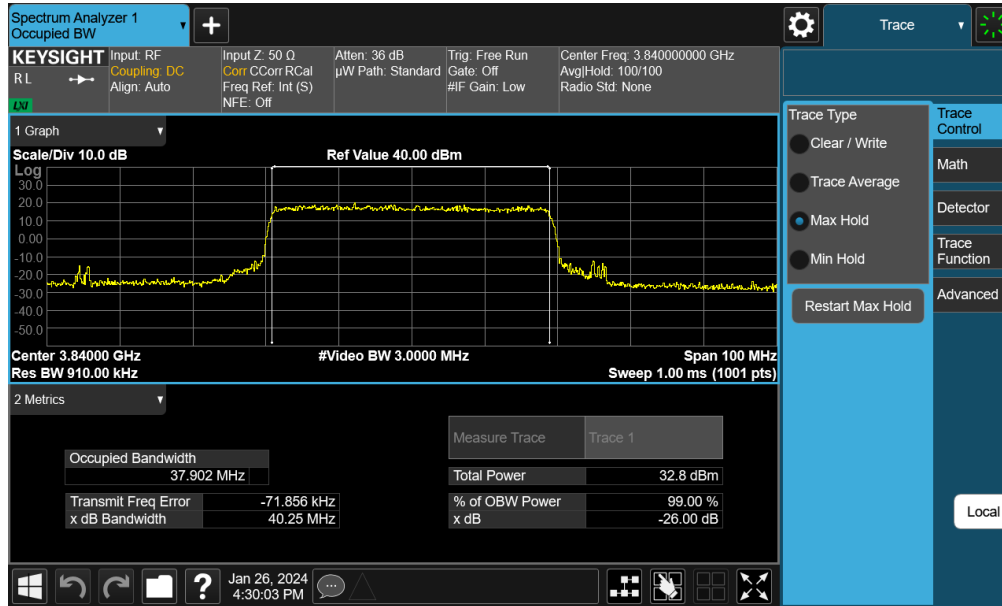 Spectrum Analyzer 1
Occupied BW
Trace
KEYSIGHT
R L
LXI
Input: RF
Coupling: DC
Align: Auto
Input Z: 50 Ω
Corr CCorr RCal
Freq Ref: Int (S)
NFE: Off
Atten: 36 dB
µW Path: Standard
Trig: Free Run
Gate: Off
#IF Gain: Low
Center Freq: 3.840000000 GHz
Avg|Hold: 100/100
Radio Std: None
1 Graph
Scale/Div 10.0 dB
Ref Value 40.00 dBm
Log
30.0
20.0
10.0
0.00
-10.0
-20.0
-30.0
-40.0
-50.0
Center 3.84000 GHz
#Video BW 3.0000 MHz
Span 100 MHz
Res BW 910.00 kHz
Sweep 1.00 ms (1001 pts)
2 Metrics
Measure Trace
Trace 1
Occupied Bandwidth
37.902 MHz
Total Power
32.8 dBm
Transmit Freq Error
-71.856 kHz
% of OBW Power
99.00 %
x dB Bandwidth
40.25 MHz
x dB
-26.00 dB
Trace Type
Clear / Write
Trace Average
Max Hold
Min Hold
Restart Max Hold
Trace
Control
Math
Detector
Trace
Function
Advanced
Local
?
Jan 26, 2024
4:30:03 PM